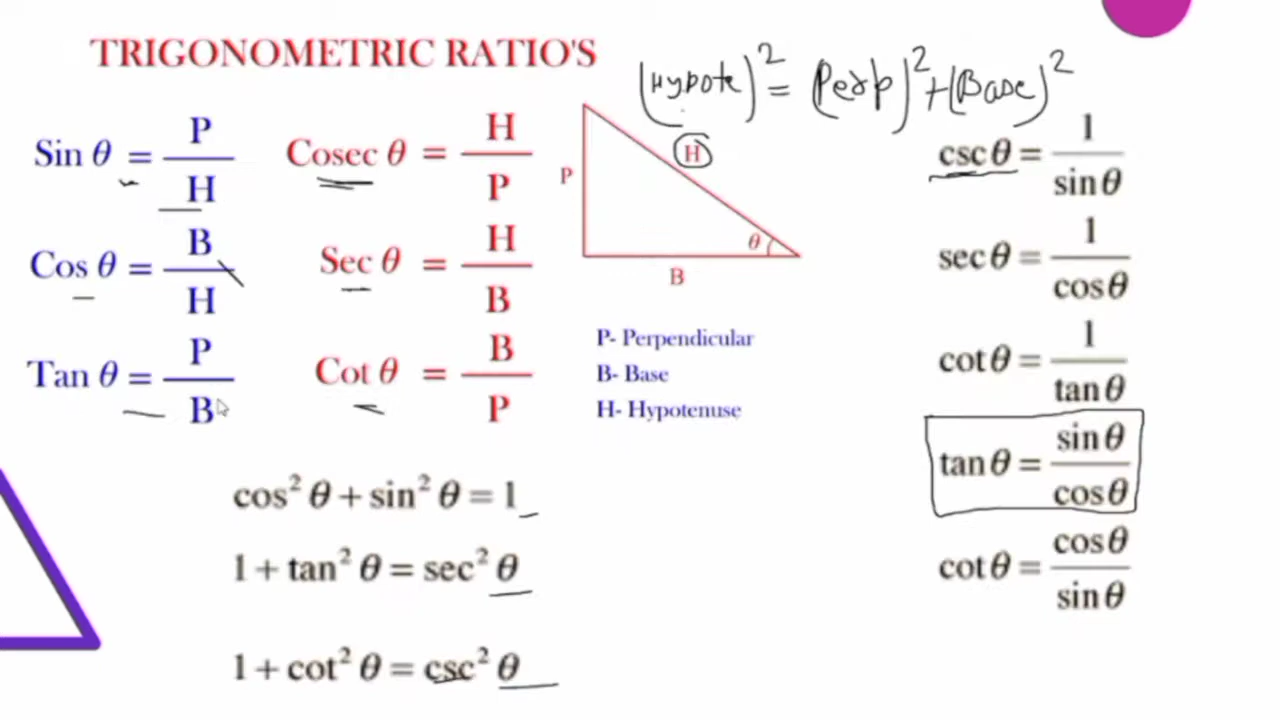 TRIGONOMETRIC RATIO'S
(Hypote)² = (Perp)² + (Base)²
Sin θ = P/H
Cosec θ = H/P
Cos θ = B/H
Sec θ = H/B
Tan θ = P/B
Cot θ = B/P
P
H
θ
B
P- Perpendicular
B- Base
H- Hypotenuse
cos² θ + sin² θ = 1
1 + tan² θ = sec² θ
1 + cot² θ = csc² θ
csc θ = 1/sin θ
sec θ = 1/cos θ
cot θ = 1/tan θ
tan θ = sin θ/cos θ
cot θ = cos θ/sin θ